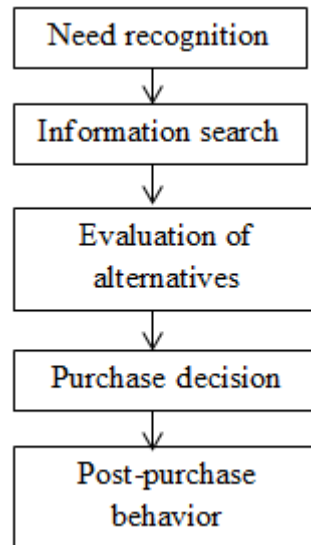 Need recognition
Information search
Evaluation of
alternatives
Purchase decision
Post-purchase
behavior